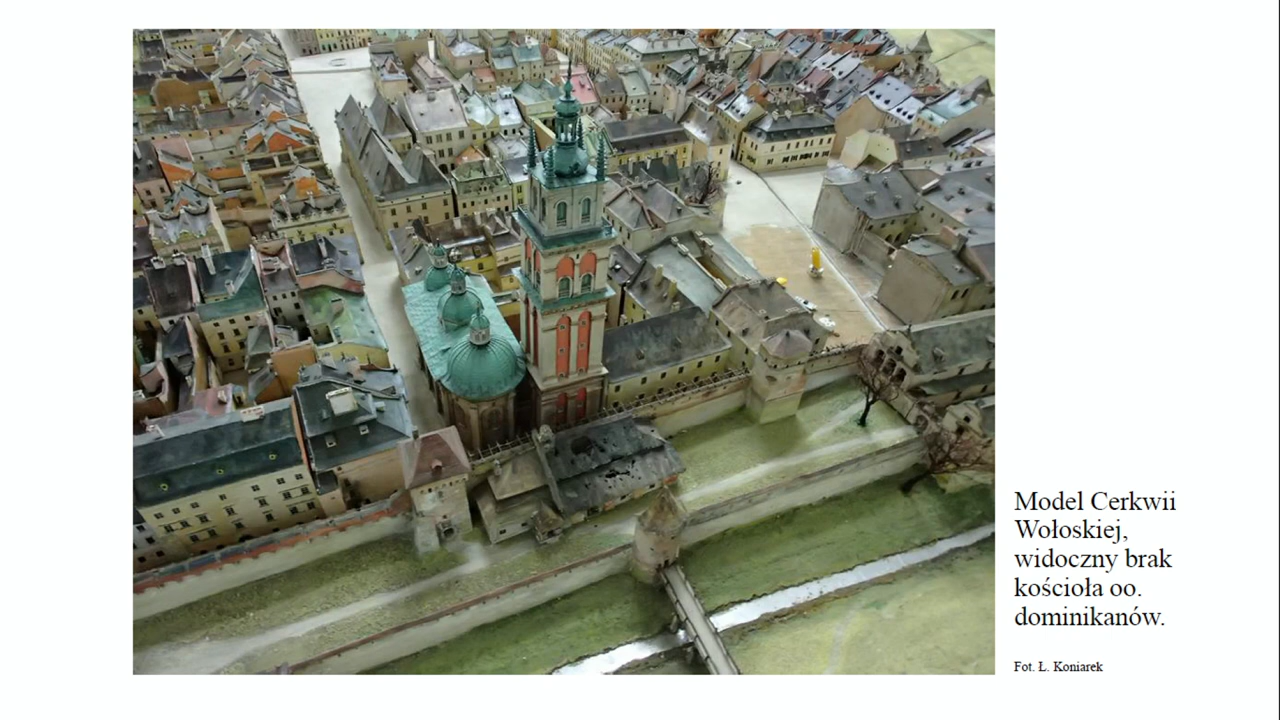 Model Cerkwii
Wołoskiej,
widoczny brak
kościoła oo.
dominikanów.
Fot. Ł. Koniarek